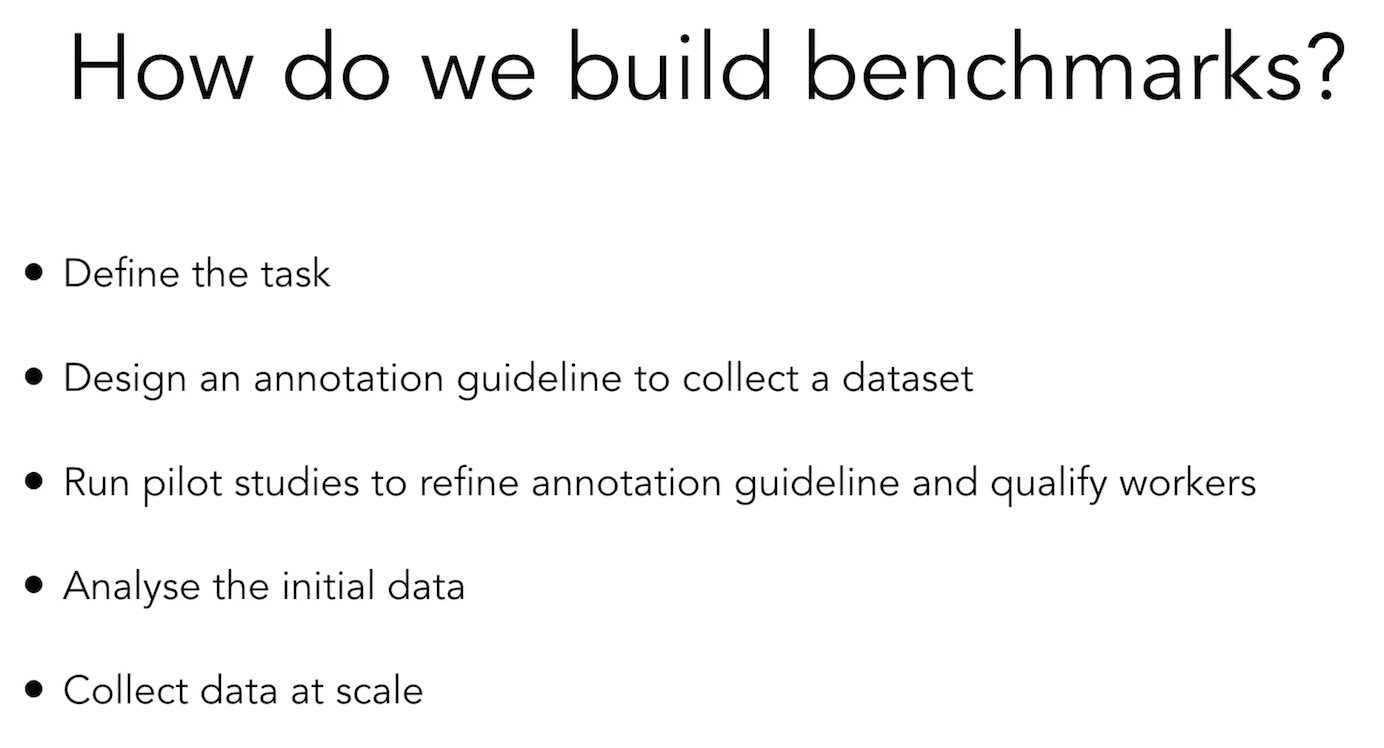 How do we build benchmarks?
• Define the task
• Design an annotation guideline to collect a dataset
• Run pilot studies to refine annotation guideline and qualify workers
• Analyse the initial data
• Collect data at scale